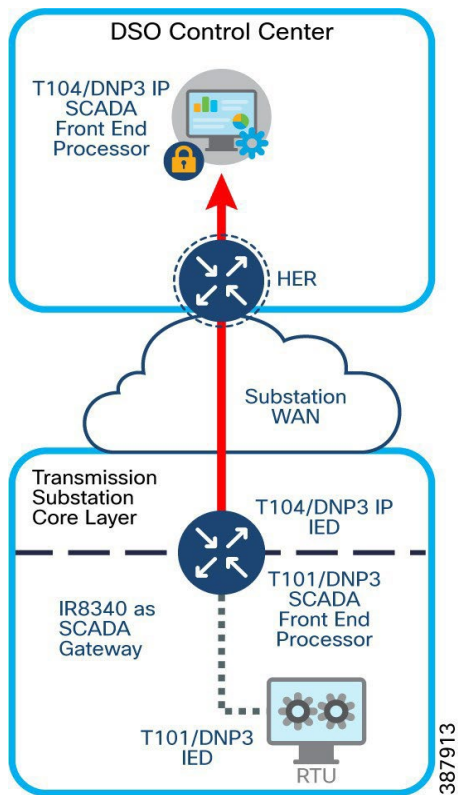 DSO Control Center
T104/DNP3 IP
SCADA
Front End
Processor
HER
Substation
WAN
Transmission
Substation
Core Layer
T104/DNP3 IP
IED
T101/DNP3
SCADA
Front End
Processor
IR8340 as
SCADA
Gateway
T101/DNP3
IED
RTU
387913